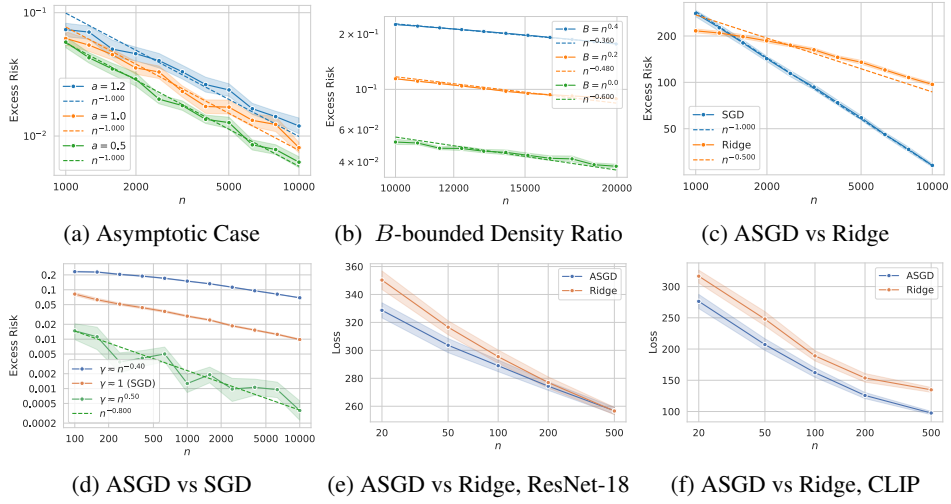 Excess Risk
10⁻¹
10⁻²
a = 1.2
n^{-1.000}
a = 1.0
n^{-1.000}
a = 0.5
n^{-1.000}
1000 2000 5000 10000
n
(a) Asymptotic Case
Excess Risk
2 × 10⁻¹
10⁻¹
6 × 10⁻²
4 × 10⁻²
B = n^{0.4}
n^{-0.360}
B = n^{0.2}
n^{-0.480}
B = n^{0.0}
n^{-0.600}
10000 12000 15000 20000
n
(b) B-bounded Density Ratio
Excess Risk
200
100
50
SGD
n^{-1.000}
Ridge
n^{-0.500}
1000 2000 5000 10000
n
(c) ASGD vs Ridge
Excess Risk
0.2
0.1
0.05
0.02
0.01
0.005
0.002
0.001
0.0005
0.0002
γ ≈ n^{-0.40}
γ ≈ 1 (SGD)
γ ≈ n^{0.50}
n^{-0.800}
100 200 500 1000 2000 5000 10000
n
(d) ASGD vs SGD
Loss
360
340
320
300
280
260
ASGD
Ridge
20 50 100 200 500
n
(e) ASGD vs Ridge, ResNet-18
Loss
300
250
200
150
100
ASGD
Ridge
20 50 100 200 500
n
(f) ASGD vs Ridge, CLIP